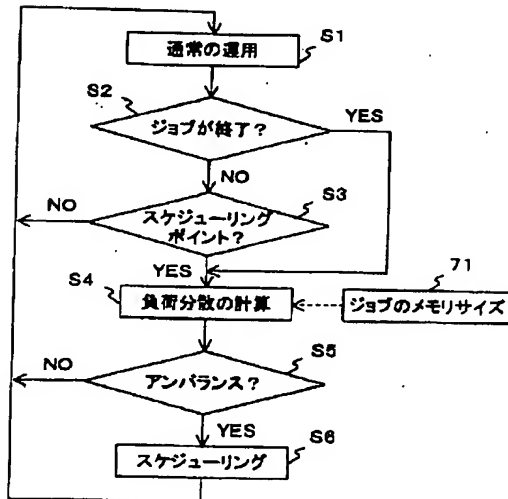 S1
通常の運用
S2
ジョブが終了?
YES
NO
S3
NO
スケジューリング
ポイント?
YES
S4
負荷分散の計算
71
ジョブのメモリサイズ
S5
NO
アンバランス?
YES
S6
スケジューリング